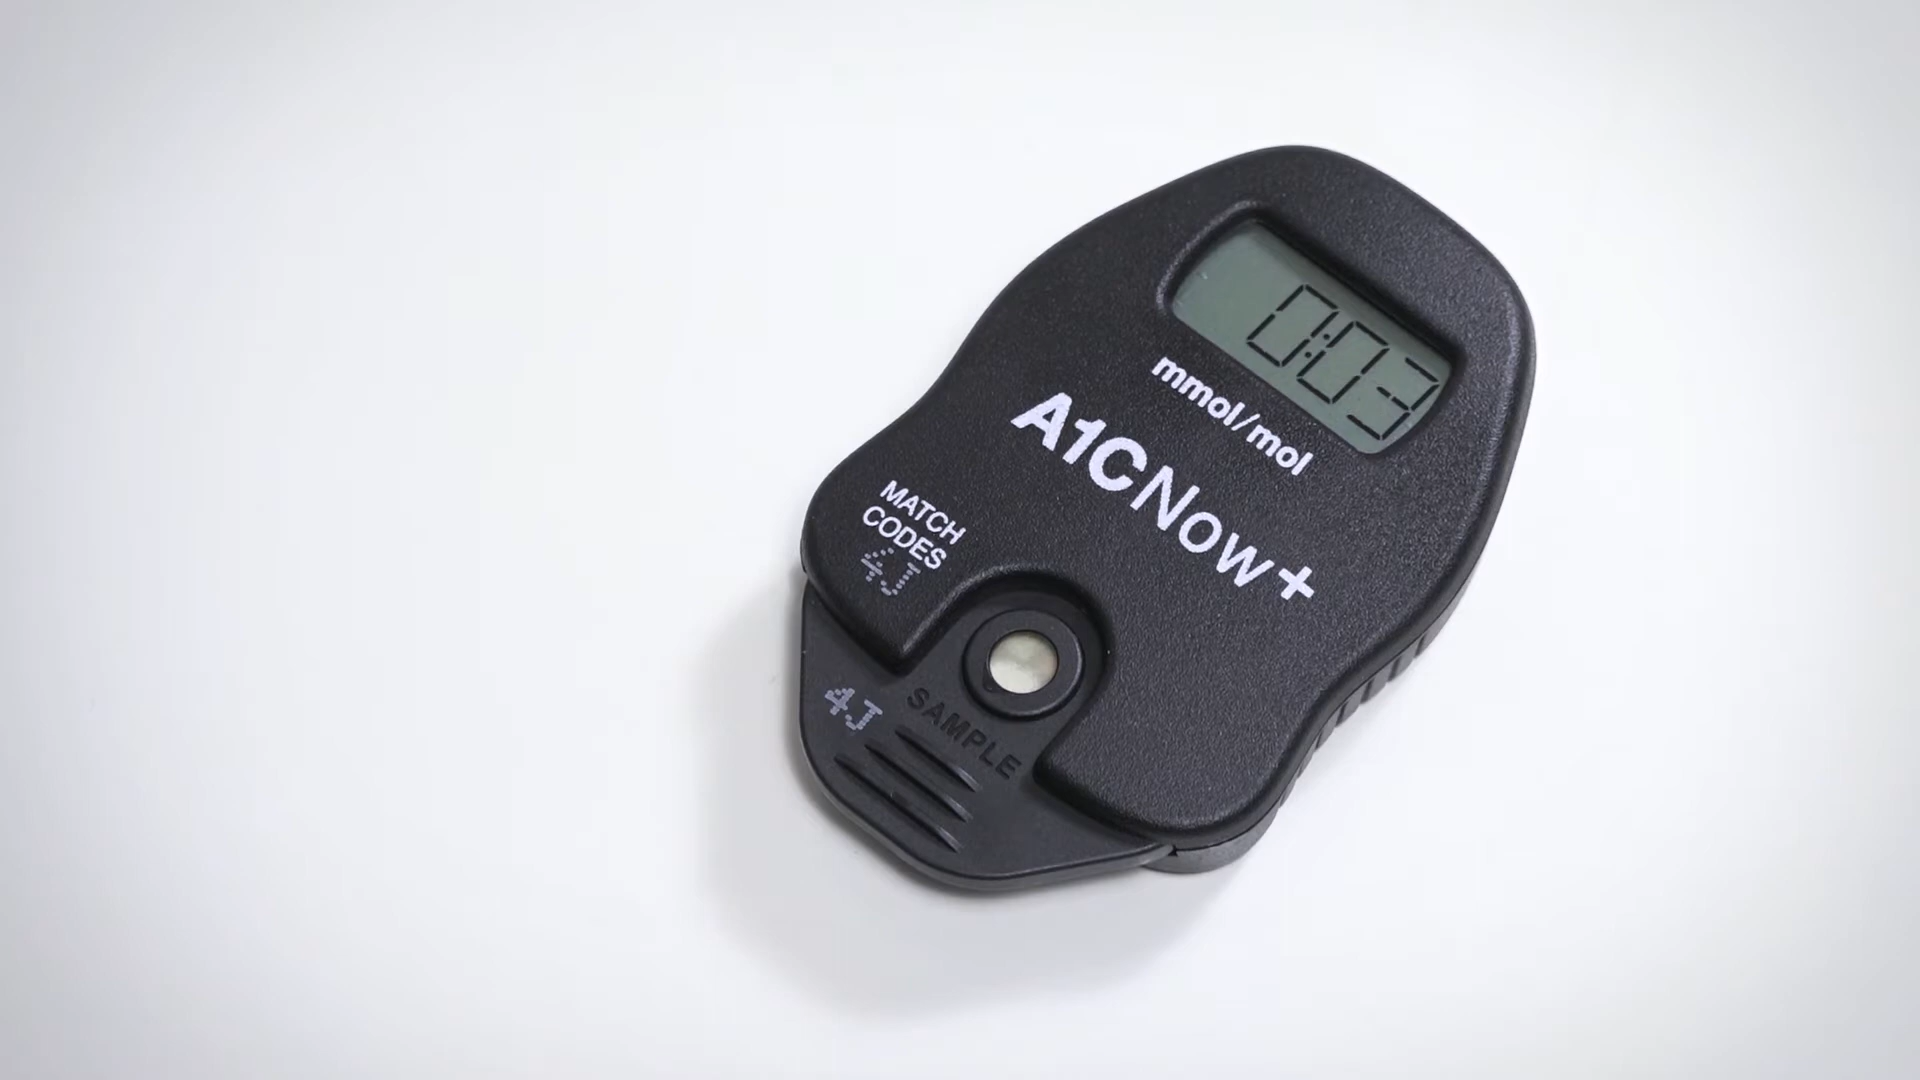 0:03
mmol/mol
A1CNow+
MATCH
CODES
4J
4J
SAMPLE